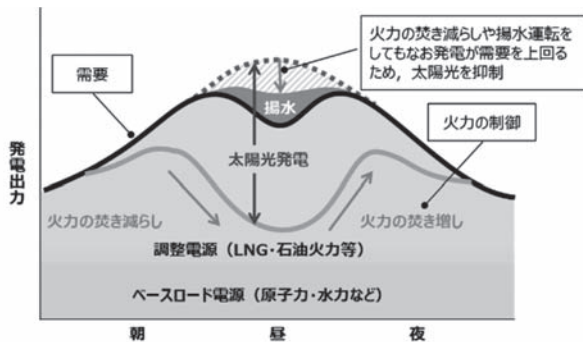 火力の焚き減らしや揚水運転を
してもなお発電が需要を上回る
ため，太陽光を抑制
需要
揚水
火力の制御
発電出力
太陽光発電
火力の焚き減らし
火力の焚き増し
調整電源（LNG・石油火力等）
ベースロード電源（原子力・水力など）
朝
昼
夜